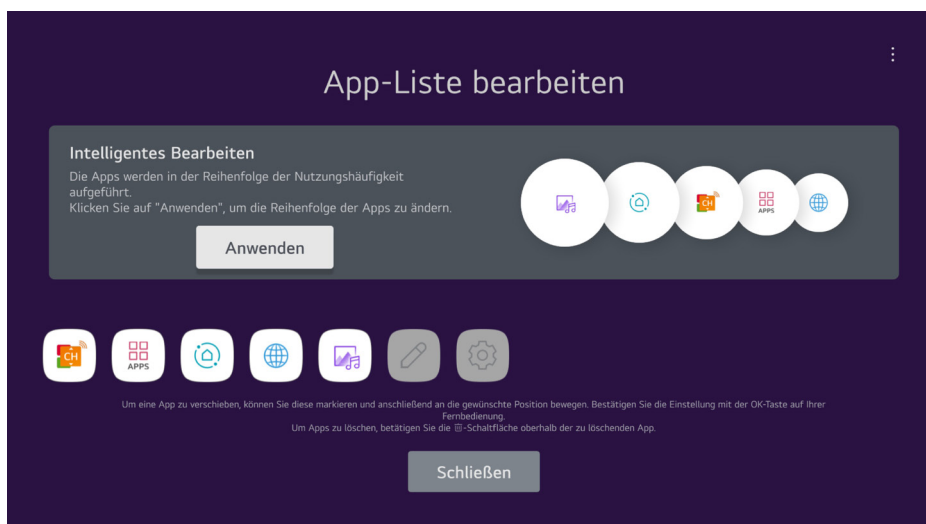 App-Liste bearbeiten
Intelligentes Bearbeiten
Die Apps werden in der Reihenfolge der Nutzungshäufigkeit
aufgeführt.
Klicken Sie auf "Anwenden", um die Reihenfolge der Apps zu ändern.
Anwenden
CH
APPS
CH
APPS
Um eine App zu verschieben, können Sie diese markieren und anschließend an die gewünschte Position bewegen. Bestätigen Sie die Einstellung mit der OK-Taste auf Ihrer
Fernbedienung.
Um Apps zu löschen, betätigen Sie die -Schaltfläche oberhalb der zu löschenden App.
Schließen